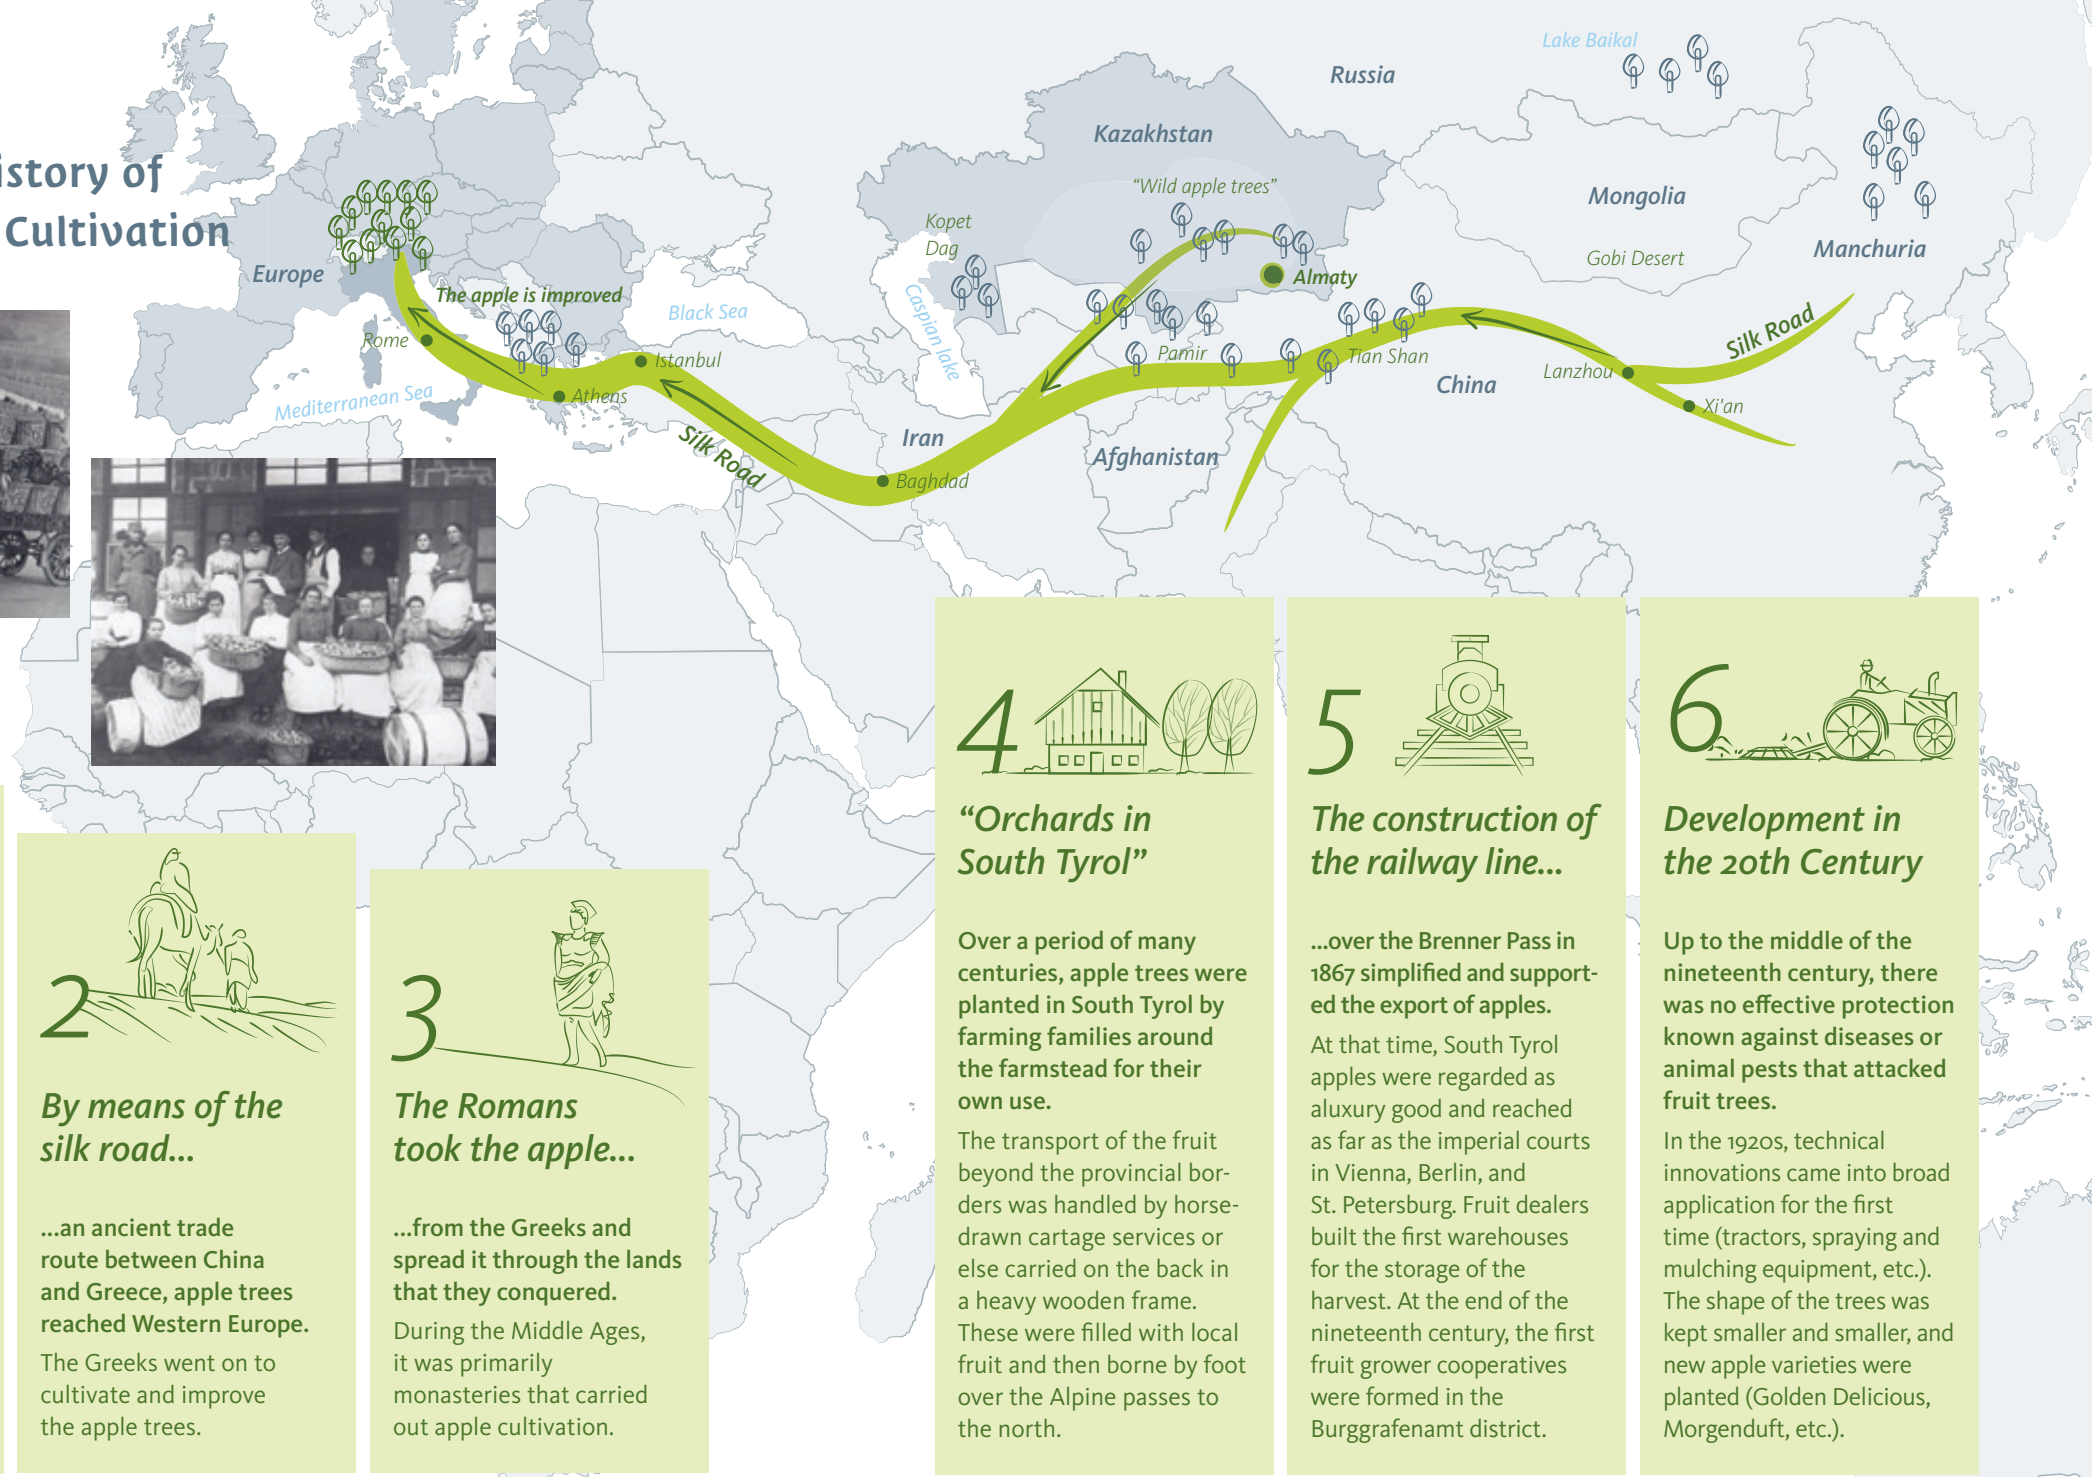 istory of
Cultivation
Lake Baikal
Russia
Kazakhstan
“Wild apple trees”
Mongolia
Kopet
Dag
Manchuria
Gobi Desert
Europe
Almaty
The apple is improved
Black Sea
Caspian lake
Silk Road
Rome
Istanbul
Pamir
Tian Shan
Lanzhou
China
Mediterranean Sea
Athens
Xi'an
Silk Road
Iran
Afghanistan
Baghdad
2
By means of the
silk road...
...an ancient trade
route between China
and Greece, apple trees
reached Western Europe.
The Greeks went on to
cultivate and improve
the apple trees.
3
The Romans
took the apple...
...from the Greeks and
spread it through the lands
that they conquered.
During the Middle Ages,
it was primarily
monasteries that carried
out apple cultivation.
4
“Orchards in
South Tyrol”
Over a period of many
centuries, apple trees were
planted in South Tyrol by
farming families around
the farmstead for their
own use.
The transport of the fruit
beyond the provincial bor-
ders was handled by horse-
drawn cartage services or
else carried on the back in
a heavy wooden frame.
These were filled with local
fruit and then borne by foot
over the Alpine passes to
the north.
5
The construction of
the railway line...
...over the Brenner Pass in
1867 simplified and support-
ed the export of apples.
At that time, South Tyrol
apples were regarded as
aluxury good and reached
as far as the imperial courts
in Vienna, Berlin, and
St. Petersburg. Fruit dealers
built the first warehouses
for the storage of the
harvest. At the end of the
nineteenth century, the first
fruit grower cooperatives
were formed in the
Burggrafenamt district.
6
Development in
the 20th Century
Up to the middle of the
nineteenth century, there
was no effective protection
known against diseases or
animal pests that attacked
fruit trees.
In the 1920s, technical
innovations came into broad
application for the first
time (tractors, spraying and
mulching equipment, etc.).
The shape of the trees was
kept smaller and smaller, and
new apple varieties were
planted (Golden Delicious,
Morgenduft, etc.).